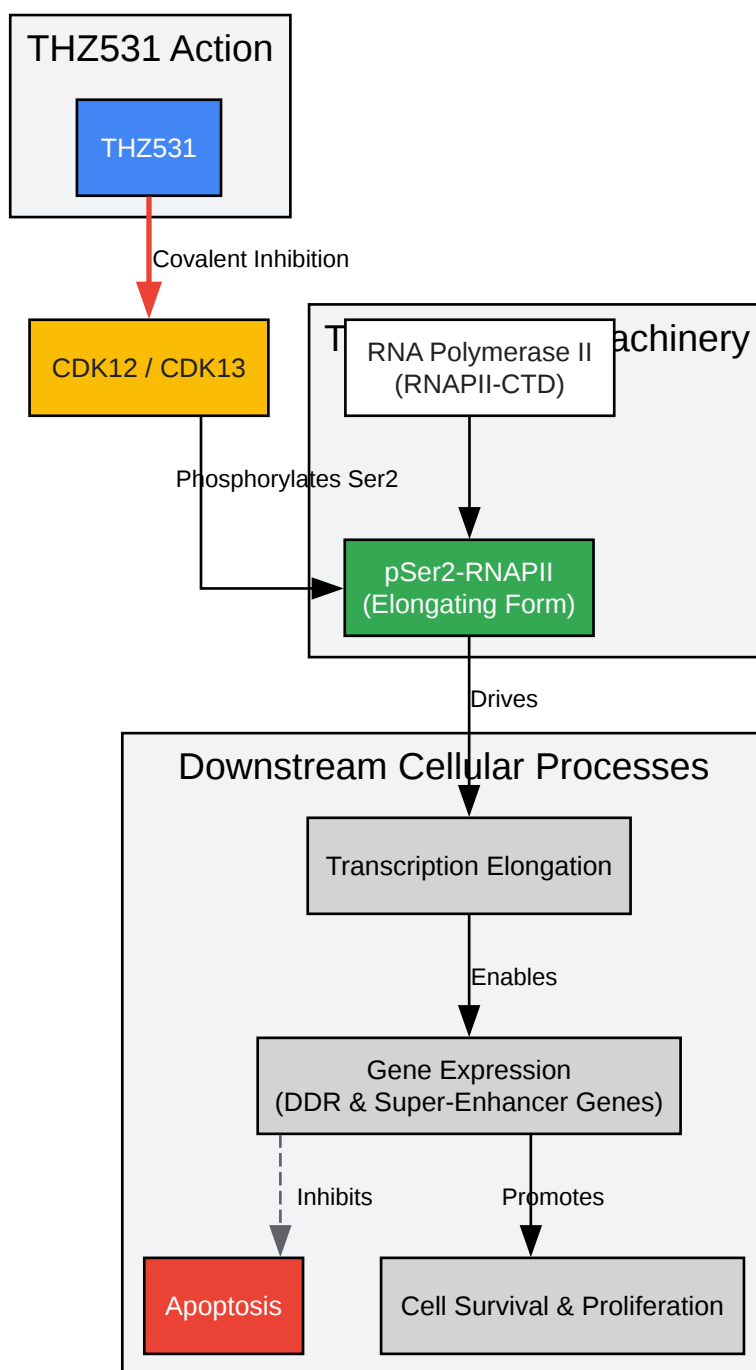 THZ531 Action
THZ531
Covalent Inhibition
CDK12 / CDK13
achinery
RNA Polymerase II
(RNAPII-CTD)
Phosphorylates Ser2
pSer2-RNAPII
(Elongating Form)
Drives
Downstream Cellular Processes
Transcription Elongation
Enables
Gene Expression
(DDR & Super-Enhancer Genes)
Inhibits
Promotes
Apoptosis
Cell Survival & Proliferation